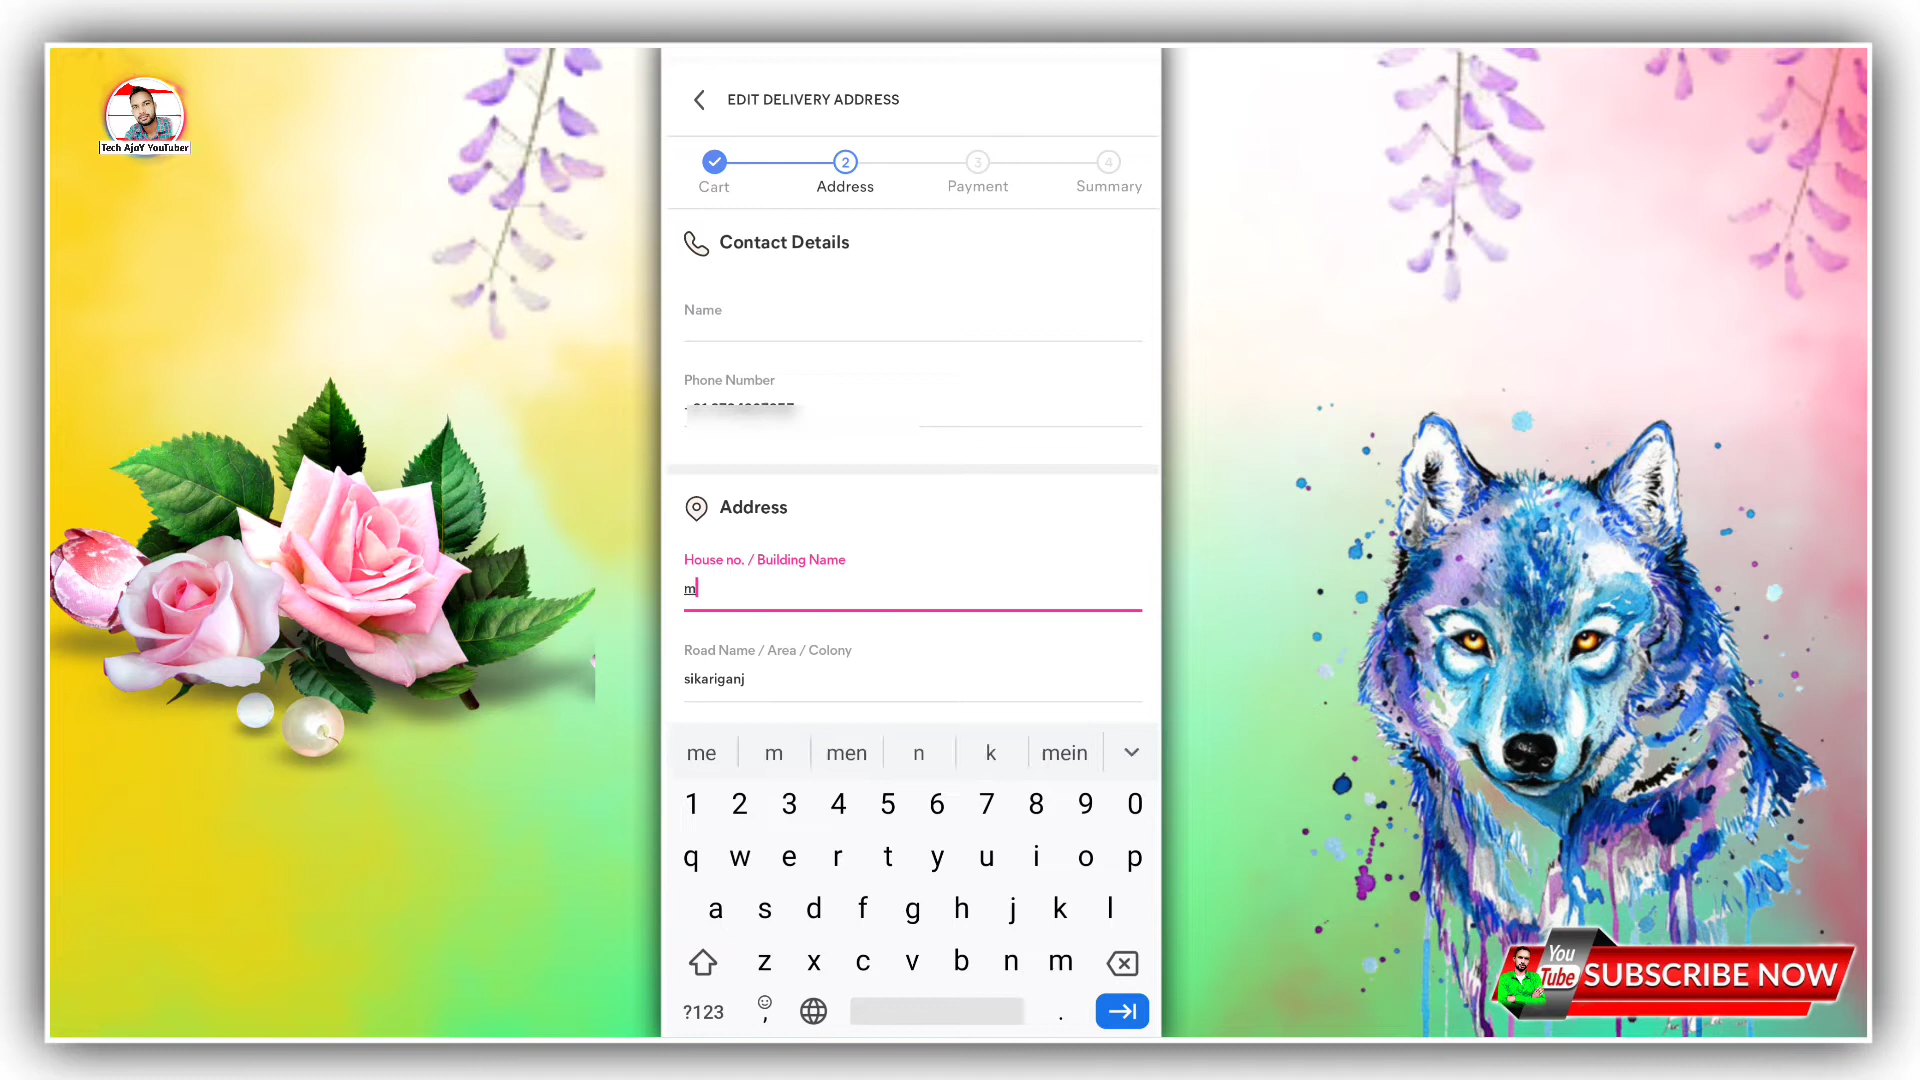 Tech AjoY YouTuber
EDIT DELIVERY ADDRESS
2 3 4
Cart Address Payment Summary
Contact Details
Name
Phone Number
Address
House no. / Building Name
m
Road Name / Area / Colony
sikariganj
me m men n k mein
1 2 3 4 5 6 7 8 9 0
q w e r t y u i o p
a s d f g h j k l
z x c v b n m
?123 , .
You
Tube SUBSCRIBE NOW